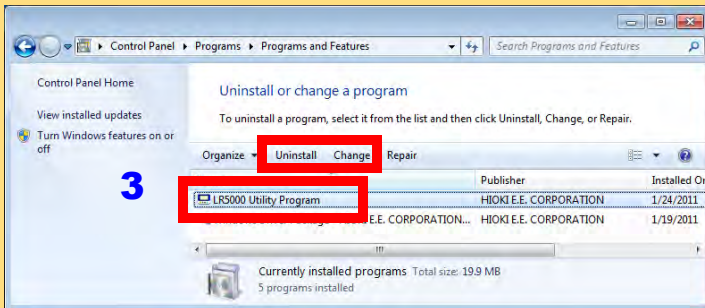 Control Panel ▸ Programs ▸ Programs and Features
Search Programs and Features
Control Panel Home
View installed updates
Turn Windows features on or
off
Uninstall or change a program
To uninstall a program, select it from the list and then click Uninstall, Change, or Repair.
Organize Uninstall Change Repair
3
Publisher Installed On
LR5000 Utility Program HIOKI E.E. CORPORATION 1/24/2011
E.E. CORPORATION... HIOKI E.E. CORPORATION 1/19/2011
Currently installed programs Total size: 19.9 MB
5 programs installed